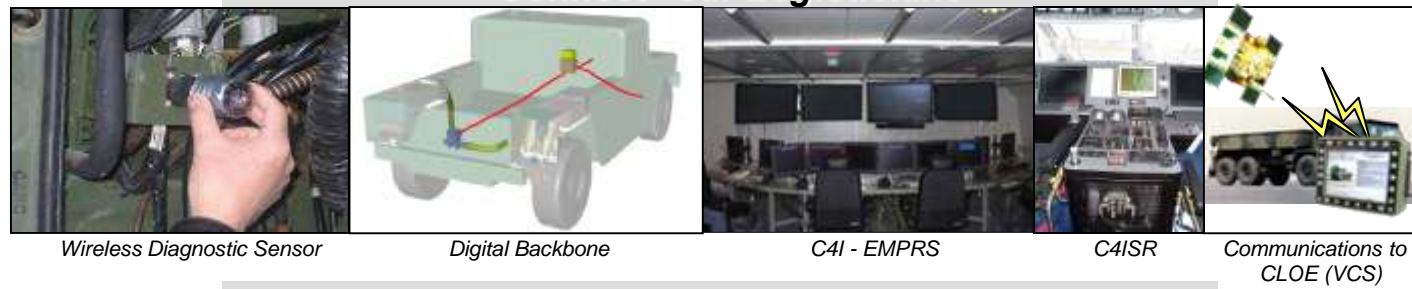 Wireless Diagnostic Sensor
Digital Backbone
C4I - EMPRS
C4ISR
Communications to
CLOE (VCS)